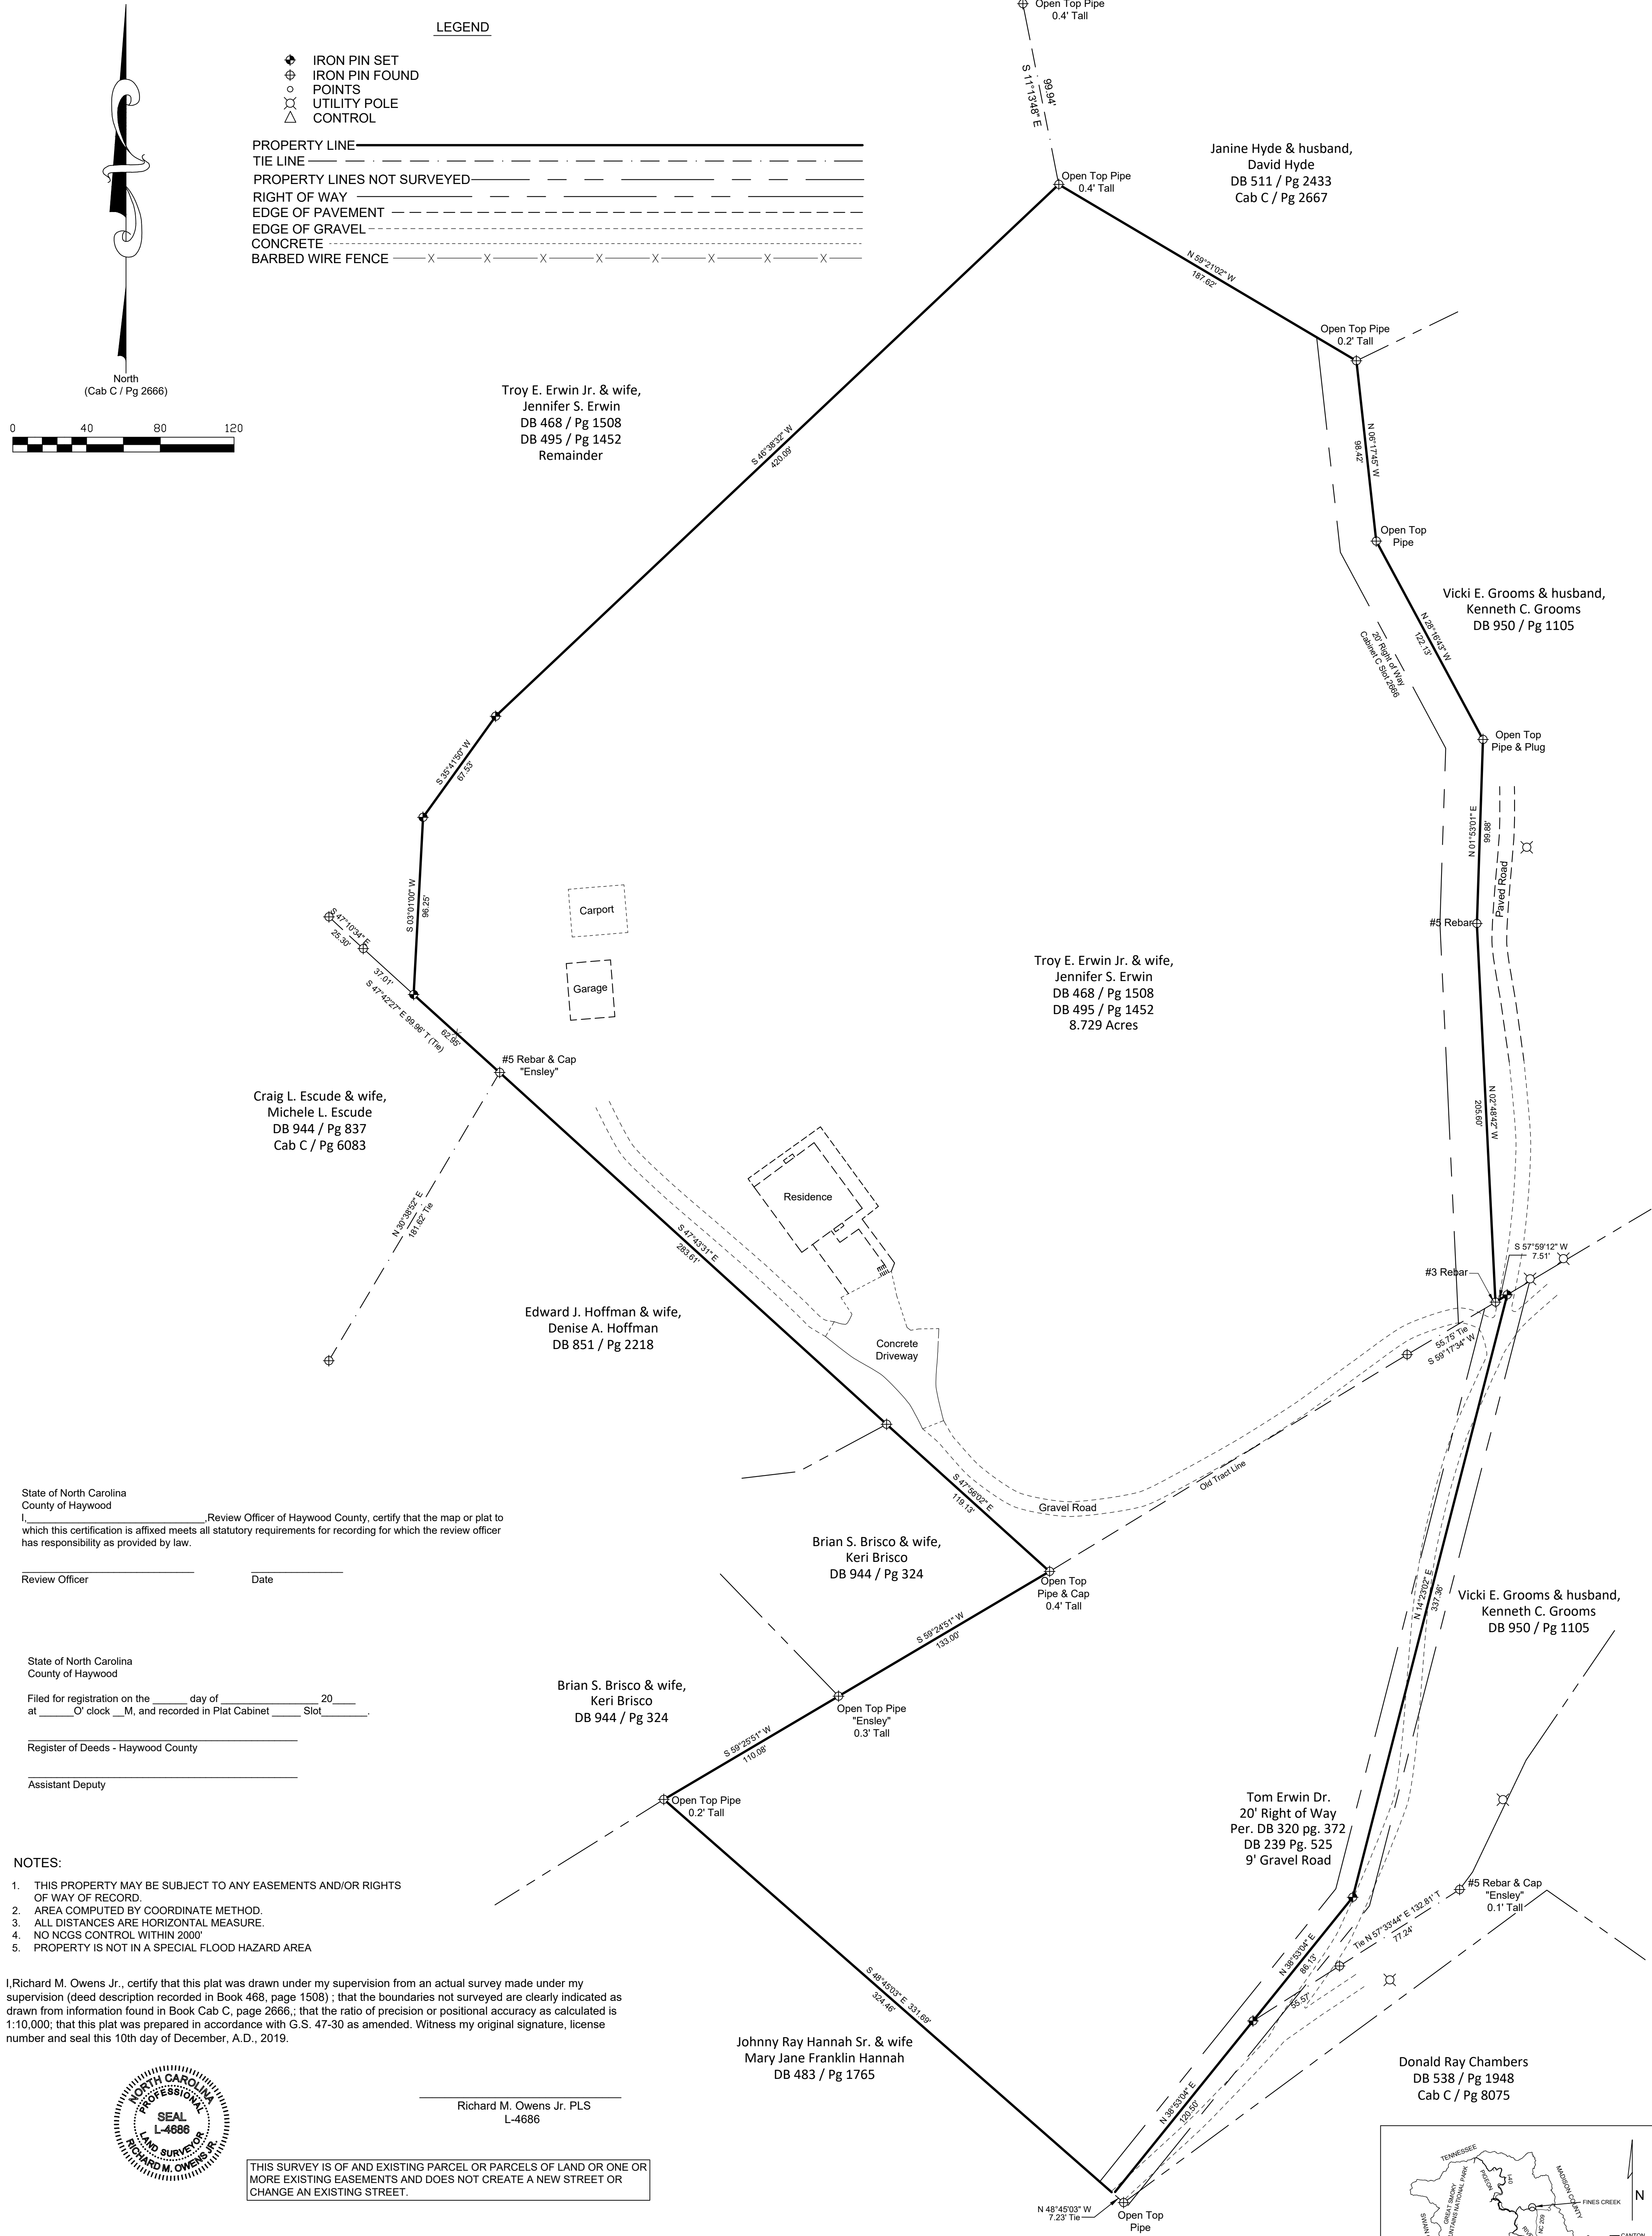 LEGEND
IRON PIN SET
IRON PIN FOUND
POINTS
UTILITY POLE
CONTROL
PROPERTY LINE
TIE LINE
PROPERTY LINES NOT SURVEYED
RIGHT OF WAY
EDGE OF PAVEMENT
EDGE OF GRAVEL
CONCRETE
BARBED WIRE FENCE
North
(Cab C / Pg 2666)
0 40 80 120
Open Top Pipe
0.4' Tall
99.94'
S 11°13'48" E
Open Top Pipe
0.4' Tall
Janine Hyde & husband,
David Hyde
DB 511 / Pg 2433
Cab C / Pg 2667
N 59°21'02" W
187.62'
Open Top Pipe
0.2' Tall
Troy E. Erwin Jr. & wife,
Jennifer S. Erwin
DB 468 / Pg 1508
DB 495 / Pg 1452
Remainder
S 46°38'32" W
420.09'
N 06°17'45" W
98.42'
Open Top
Pipe
Vicki E. Grooms & husband,
Kenneth C. Grooms
DB 950 / Pg 1105
N 28°16'43" W
122.13'
20' Right of Way
Cabinet C Slot 2666
Open Top
Pipe & Plug
S 35°41'50" W
67.53'
N 01°53'01" E
99.88'
Paved Road
S 03°01'00" W
96.25'
Carport
#5 Rebar
S 47°10'34" E
25.30'
37.01'
S 47°42'27" E 99.96' T (Tie)
62.95'
Garage
Troy E. Erwin Jr. & wife,
Jennifer S. Erwin
DB 468 / Pg 1508
DB 495 / Pg 1452
8.729 Acres
#5 Rebar & Cap
"Ensley"
N 02°48'42" W
205.60'
Craig L. Escude & wife,
Michele L. Escude
DB 944 / Pg 837
Cab C / Pg 6083
N 30°38'52" E
181.62' Tie
Residence
S 47°43'31" E
283.61'
S 57°59'12" W
7.51'
#3 Rebar
Edward J. Hoffman & wife,
Denise A. Hoffman
DB 851 / Pg 2218
Concrete
Driveway
55.75' Tie
S 59°17'34" W
Old Tract Line
Gravel Road
S 47°56'02" E
119.13'
State of North Carolina
County of Haywood
I,_______________________________,Review Officer of Haywood County, certify that the map or plat to
which this certification is affixed meets all statutory requirements for recording for which the review officer
has responsibility as provided by law.
Review Officer Date
Brian S. Brisco & wife,
Keri Brisco
DB 944 / Pg 324
Open Top
Pipe & Cap
0.4' Tall
S 59°24'51" W
133.00'
N 14°23'02" E
337.36'
Vicki E. Grooms & husband,
Kenneth C. Grooms
DB 950 / Pg 1105
State of North Carolina
County of Haywood
Filed for registration on the ______ day of _________________ 20____
at ______O' clock __M, and recorded in Plat Cabinet _____ Slot________.
Register of Deeds - Haywood County
Assistant Deputy
Brian S. Brisco & wife,
Keri Brisco
DB 944 / Pg 324
Open Top Pipe
"Ensley"
0.3' Tall
S 59°25'51" W
110.08'
Open Top Pipe
0.2' Tall
Tom Erwin Dr.
20' Right of Way
Per. DB 320 pg. 372
DB 239 Pg. 525
9' Gravel Road
#5 Rebar & Cap
"Ensley"
0.1' Tall
Tie N 57°33'44" E 132.81' T
77.24'
N 38°53'04" E
86.13'
55.57'
NOTES:
1. THIS PROPERTY MAY BE SUBJECT TO ANY EASEMENTS AND/OR RIGHTS
OF WAY OF RECORD.
2. AREA COMPUTED BY COORDINATE METHOD.
3. ALL DISTANCES ARE HORIZONTAL MEASURE.
4. NO NCGS CONTROL WITHIN 2000'
5. PROPERTY IS NOT IN A SPECIAL FLOOD HAZARD AREA
I,Richard M. Owens Jr., certify that this plat was drawn under my supervision from an actual survey made under my
supervision (deed description recorded in Book 468, page 1508) ; that the boundaries not surveyed are clearly indicated as
drawn from information found in Book Cab C, page 2666,; that the ratio of precision or positional accuracy as calculated is
1:10,000; that this plat was prepared in accordance with G.S. 47-30 as amended. Witness my original signature, license
number and seal this 10th day of December, A.D., 2019.
S 48°45'03" E 331.69'
324.46'
Johnny Ray Hannah Sr. & wife
Mary Jane Franklin Hannah
DB 483 / Pg 1765
Donald Ray Chambers
DB 538 / Pg 1948
Cab C / Pg 8075
NORTH CAROLINA
PROFESSIONAL
SEAL
L-4686
LAND SURVEYOR
RICHARD M. OWENS JR.
Richard M. Owens Jr. PLS
L-4686
THIS SURVEY IS OF AND EXISTING PARCEL OR PARCELS OF LAND OR ONE OR
MORE EXISTING EASEMENTS AND DOES NOT CREATE A NEW STREET OR
CHANGE AN EXISTING STREET.
N 38°53'04" E
120.50'
N 48°45'03" W
7.23' Tie
Open Top
Pipe
TENNESSEE
GREAT SMOKY
MOUNTAINS NATIONAL PARK
PIGEON
I-40
MADISON COUNTY
FINES CREEK
NC 209
SWAIN
CANTON
N